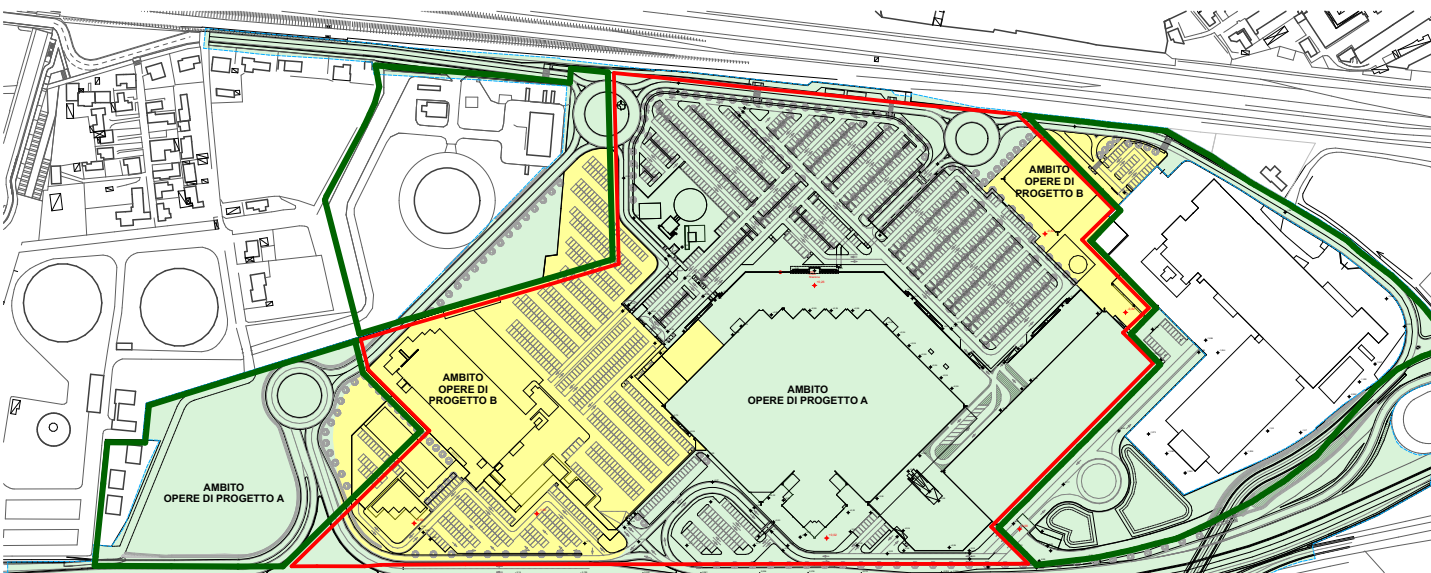 AMBITO
OPERE DI
PROGETTO B
AMBITO
OPERE DI
PROGETTO B
AMBITO
OPERE DI PROGETTO A
AMBITO
OPERE DI PROGETTO A